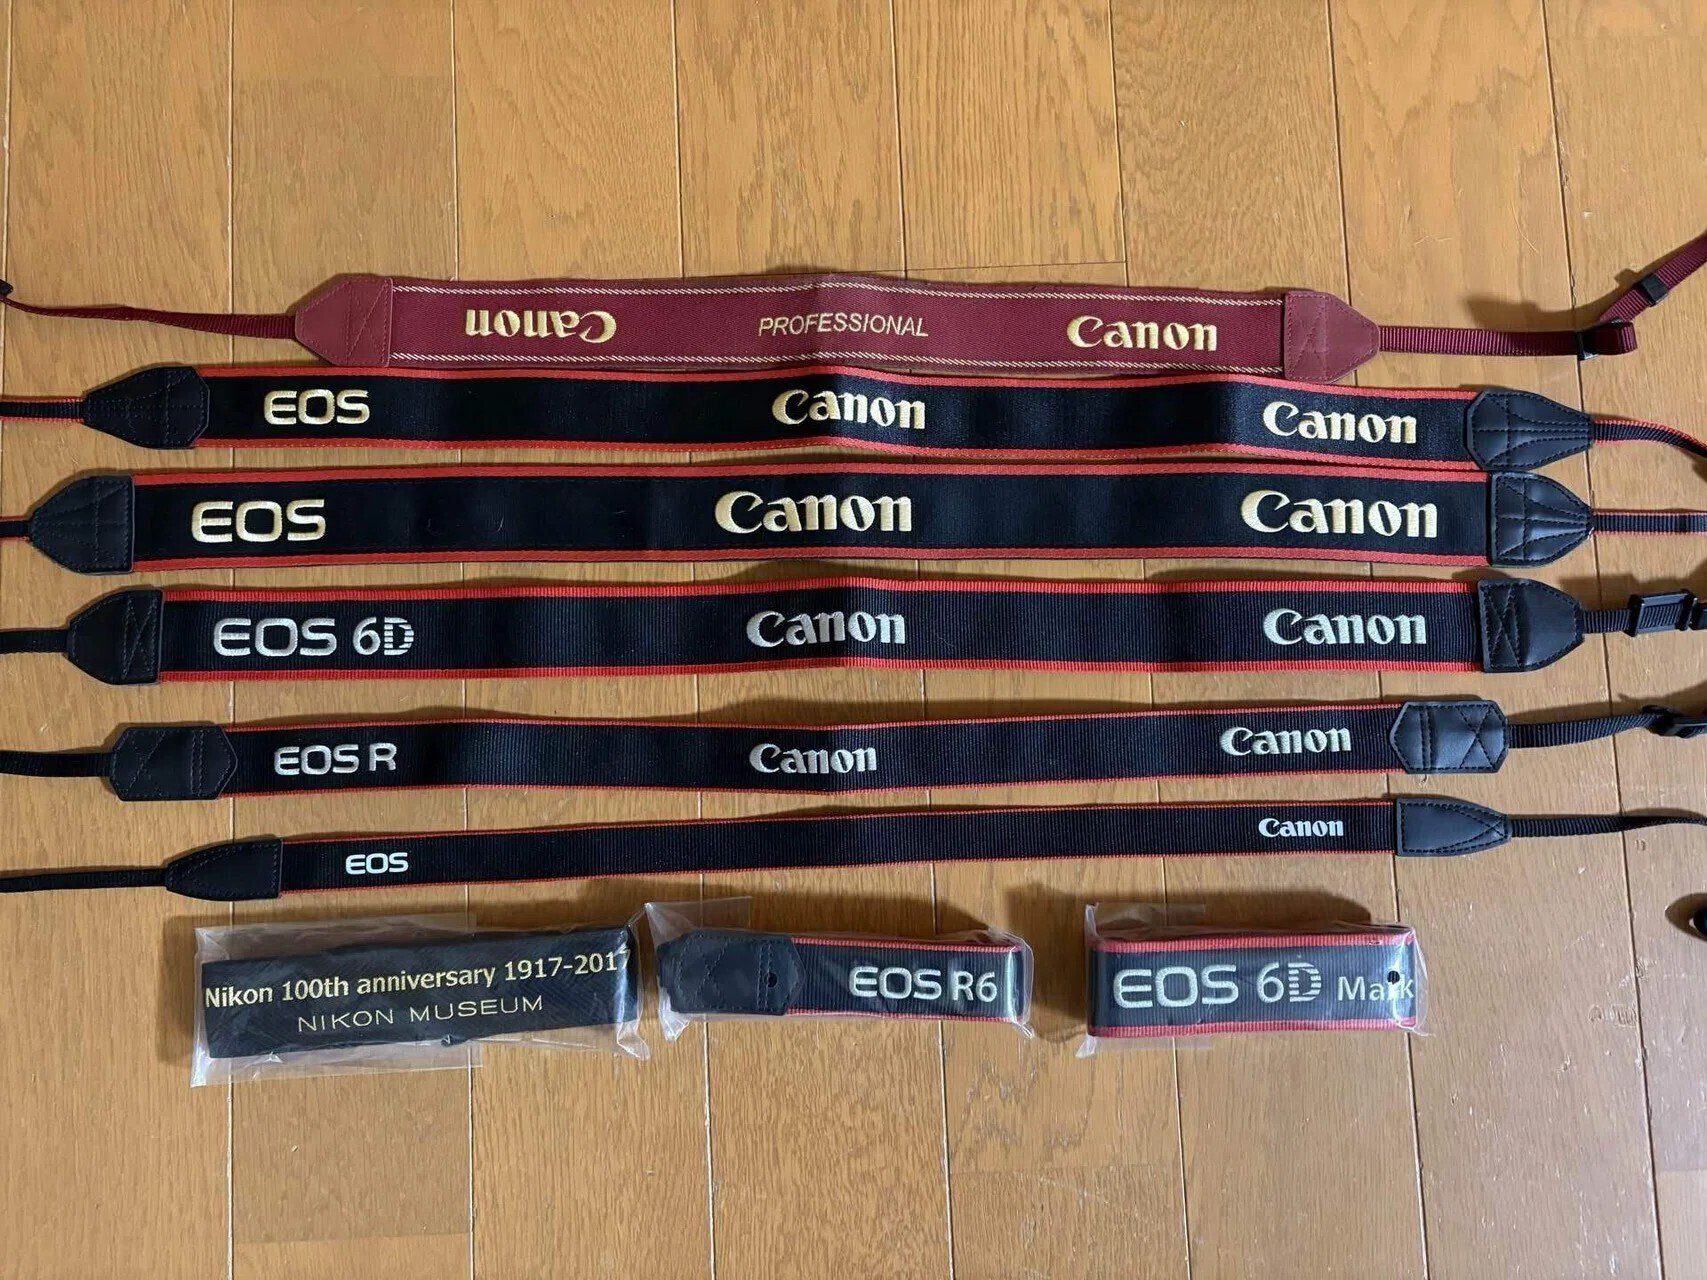 Canon PROFESSIONAL Canon
EOS Canon Canon
EOS Canon Canon
EOS 6D Canon Canon
EOS R Canon Canon
EOS Canon
Nikon 100th anniversary 1917-2017
NIKON MUSEUM
EOS R6
EOS 6D Mark